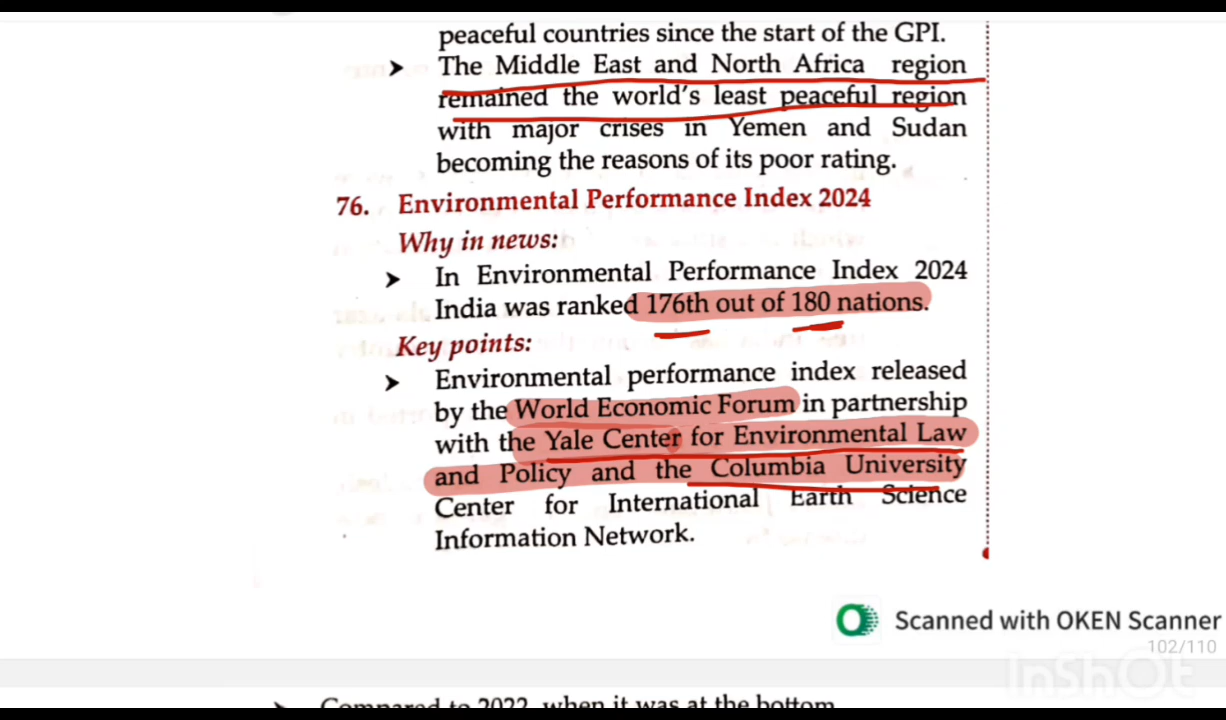 peaceful countries since the start of the GPI.
➤ The Middle East and North Africa region
remained the world's least peaceful region
with major crises in Yemen and Sudan
becoming the reasons of its poor rating.
76. Environmental Performance Index 2024
Why in news:
➤ In Environmental Performance Index 2024
India was ranked 176th out of 180 nations.
Key points:
➤ Environmental performance index released
by the World Economic Forum in partnership
with the Yale Center for Environmental Law
and Policy and the Columbia University
Center for International Earth Science
Information Network.
Scanned with OKEN Scanner
102/110
InShOt
➤ Compared to 2022, when it was at the bottom